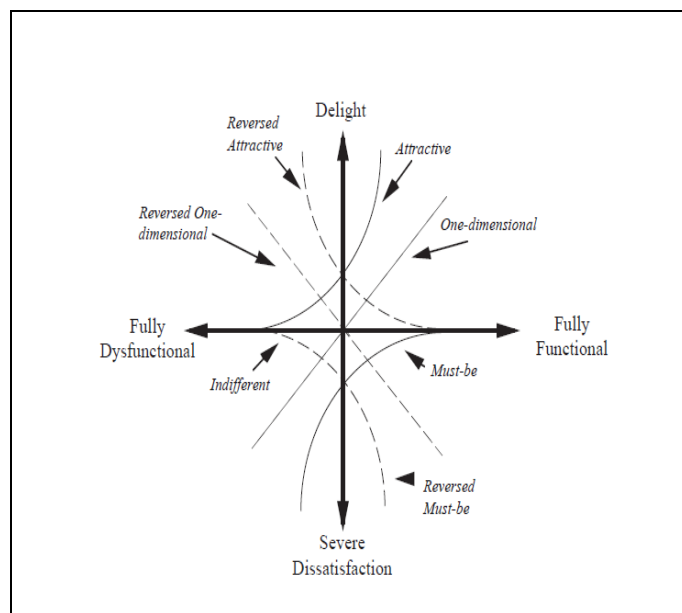 Delight
Reversed
Attractive
Attractive
Reversed One-
dimensional
One-dimensional
Fully
Dysfunctional
Fully
Functional
Indifferent
Must-be
Reversed
Must-be
Severe
Dissatisfaction